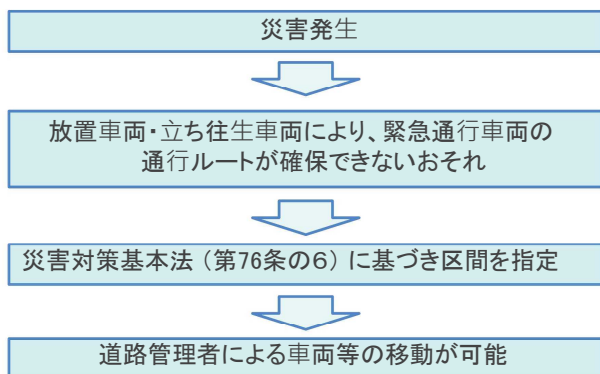 災害発生
放置車両・立ち往生車両により、緊急通行車両の
通行ルートが確保できないおそれ
災害対策基本法（第76条の６）に基づき区間を指定
道路管理者による車両等の移動が可能